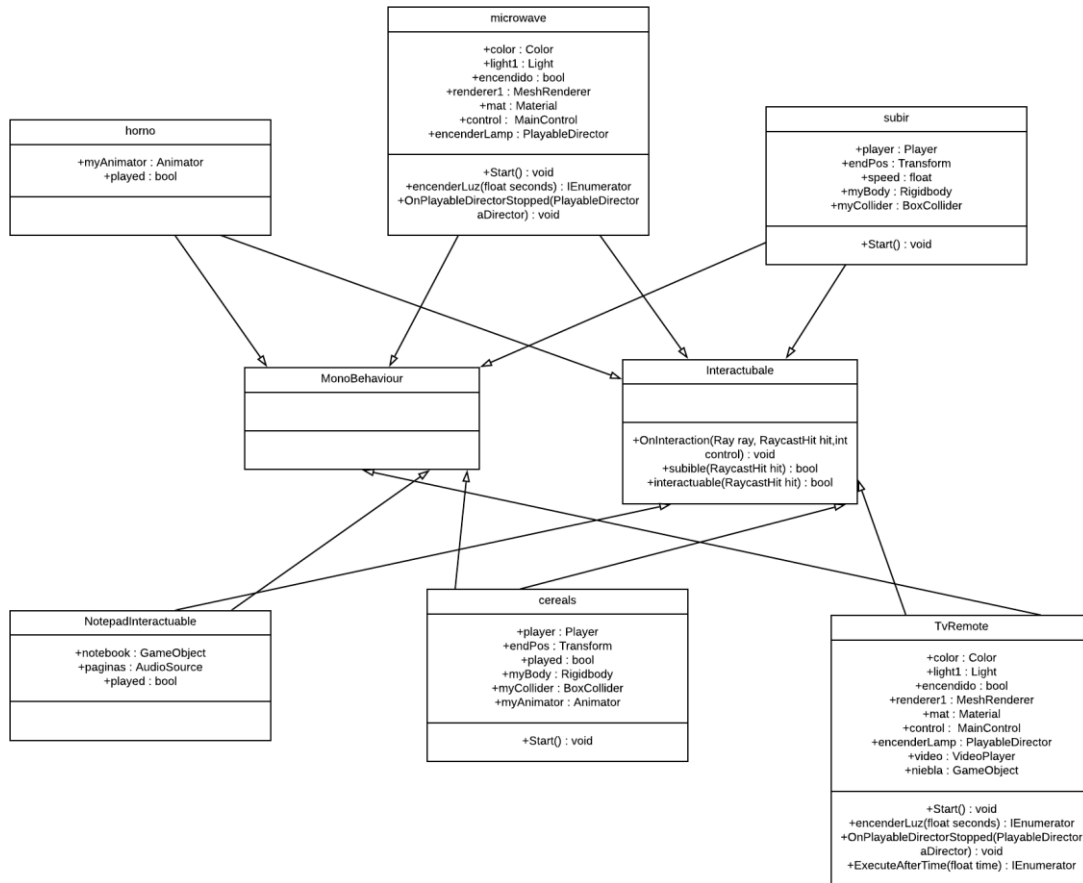 microwave
+color : Color
+light1 : Light
+encendido : bool
+renderer1 : MeshRenderer
+mat : Material
+control :  MainControl
+encenderLamp : PlayableDirector
+Start() : void
+encenderLuz(float seconds) : IEnumerator
+OnPlayableDirectorStopped(PlayableDirector
aDirector) : void
horno
+myAnimator : Animator
+played : bool
subir
+player : Player
+endPos : Transform
+speed : float
+myBody : Rigidbody
+myCollider : BoxCollider
+Start() : void
MonoBehaviour
Interactubale
+OnInteraction(Ray ray, RaycastHit hit,int
control) : void
+subible(RaycastHit hit) : bool
+interactuable(RaycastHit hit) : bool
NotepadInteractuable
+notebook : GameObject
+paginas : AudioSource
+played : bool
cereals
+player : Player
+endPos : Transform
+played : bool
+myBody : Rigidbody
+myCollider : BoxCollider
+myAnimator : Animator
+Start() : void
TvRemote
+color : Color
+light1 : Light
+encendido : bool
+renderer1 : MeshRenderer
+mat : Material
+control :  MainControl
+encenderLamp : PlayableDirector
+video : VideoPlayer
+niebla : GameObject
+Start() : void
+encenderLuz(float seconds) : IEnumerator
+OnPlayableDirectorStopped(PlayableDirector
aDirector) : void
+ExecuteAfterTime(float time) : IEnumerator